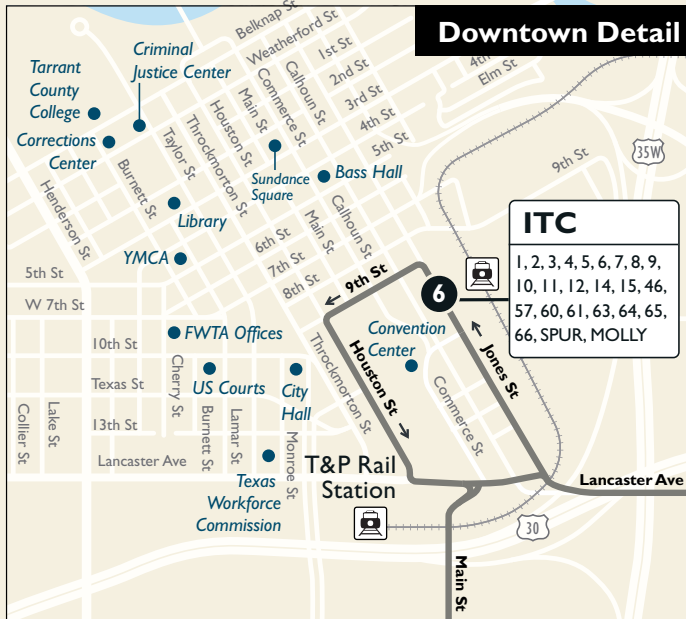 Downtown Detail
Belknap St
Weatherford St
1st St
2nd St
3rd St
4th St
5th St
Elm St
9th St
35W
Calhoun St
Commerce St
Main St
Houston St
Throckmorton St
Taylor St
Burnett St
Henderson St
Criminal
Justice Center
Tarrant
County
College
Corrections
Center
Sundance
Square
Bass Hall
Library
YMCA
6th St
7th St
8th St
Main St
Calhoun St
9th St
ITC
1, 2, 3, 4, 5, 6, 7, 8, 9,
10, 11, 12, 14, 15, 46,
57, 60, 61, 63, 64, 65,
66, SPUR, MOLLY
6
5th St
W 7th St
10th St
Texas St
13th St
Lancaster Ave
FWTA Offices
US Courts
City
Hall
Convention
Center
Houston St
Jones St
Commerce St
Throckmorton St
Collier St
Lake St
Cherry St
Burnett St
Lamar St
Monroe St
Texas
Workforce
Commission
T&P Rail
Station
Lancaster Ave
30
Main St